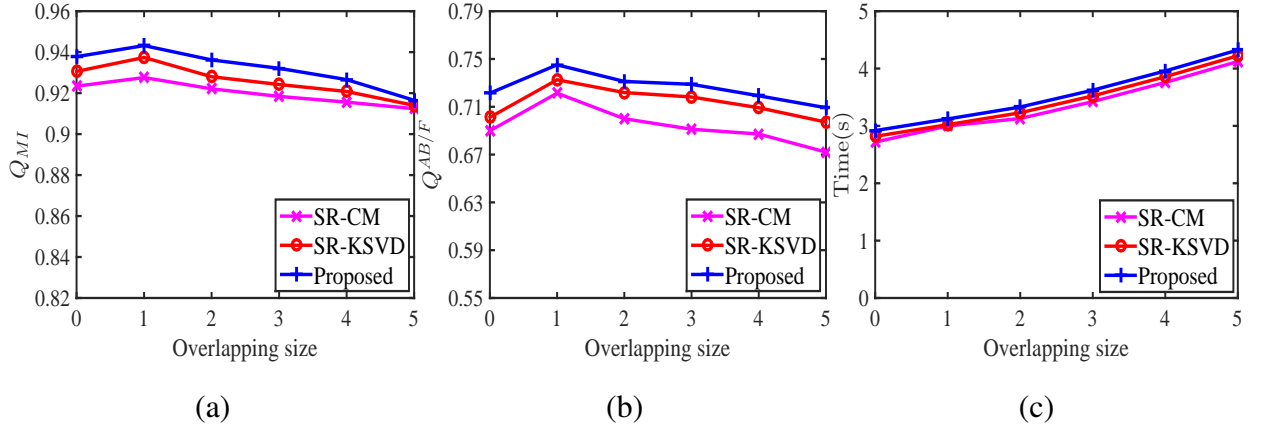 0.96
0.94
0.92
0.9
0.88
0.86
0.84
0.82
Q_MI
0 1 2 3 4 5
Overlapping size
SR-CM
SR-KSVD
Proposed
(a)
0.79
0.75
0.71
0.67
0.63
0.59
0.55
Q^AB/F
0 1 2 3 4 5
Overlapping size
SR-CM
SR-KSVD
Proposed
(b)
5
4
3
2
1
0
Time(s)
0 1 2 3 4 5
Overlapping size
SR-CM
SR-KSVD
Proposed
(c)